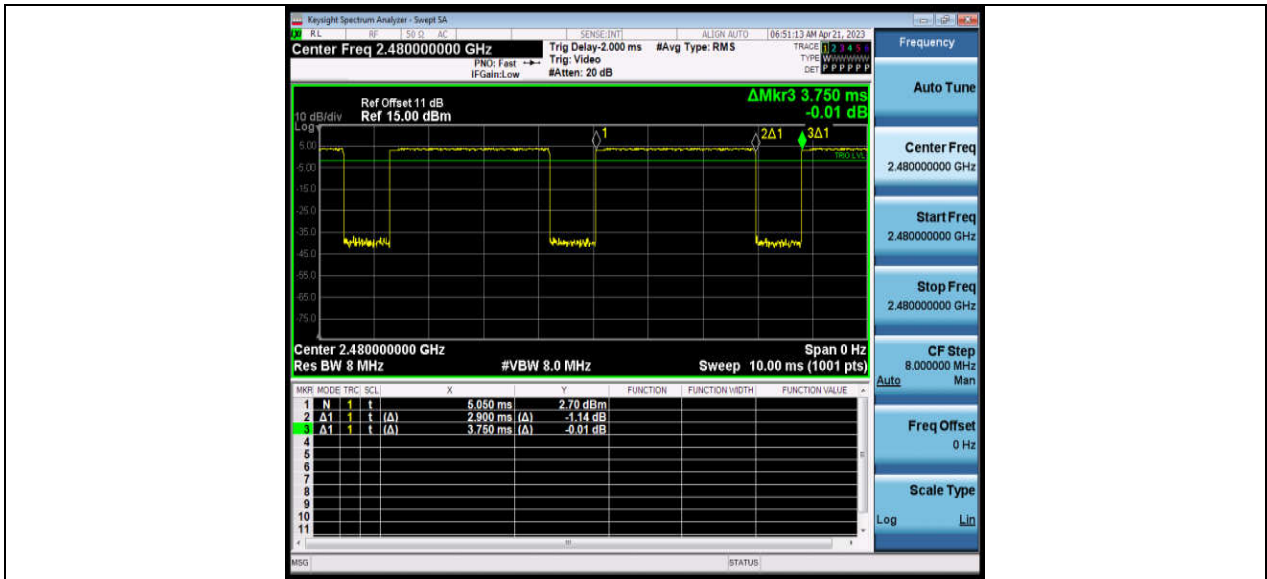 Keysight Spectrum Analyzer - Swept SA
RL RF 50 Ω AC SENSE:INT ALIGN AUTO 06:51:13 AM Apr 21, 2023
Center Freq 2.480000000 GHz
PNO: Fast
IFGain:Low
Trig Delay-2.000 ms
Trig: Video
#Atten: 20 dB
#Avg Type: RMS
TRACE 1 2 3 4 5 6
TYPE WWWWWW
DET P P P P P P
ΔMkr3 3.750 ms
-0.01 dB
Ref Offset 11 dB
10 dB/div Ref 15.00 dBm
Log
1
2Δ1
3Δ1
TRIG LVL
5.00
-5.00
-15.0
-25.0
-35.0
-45.0
-55.0
-65.0
-75.0
Center 2.480000000 GHz Span 0 Hz
Res BW 8 MHz #VBW 8.0 MHz Sweep 10.00 ms (1001 pts)
MKR MODE TRC SCL X Y FUNCTION FUNCTION WIDTH FUNCTION VALUE
1 N 1 t 5.050 ms 2.70 dBm
2 Δ1 1 t (Δ) 2.900 ms (Δ) -1.14 dB
3 Δ1 1 t (Δ) 3.750 ms (Δ) -0.01 dB
4
5
6
7
8
9
10
11
MSG STATUS
Frequency
Auto Tune
Center Freq
2.480000000 GHz
Start Freq
2.480000000 GHz
Stop Freq
2.480000000 GHz
CF Step
8.000000 MHz
Auto Man
Freq Offset
0 Hz
Scale Type
Log Lin